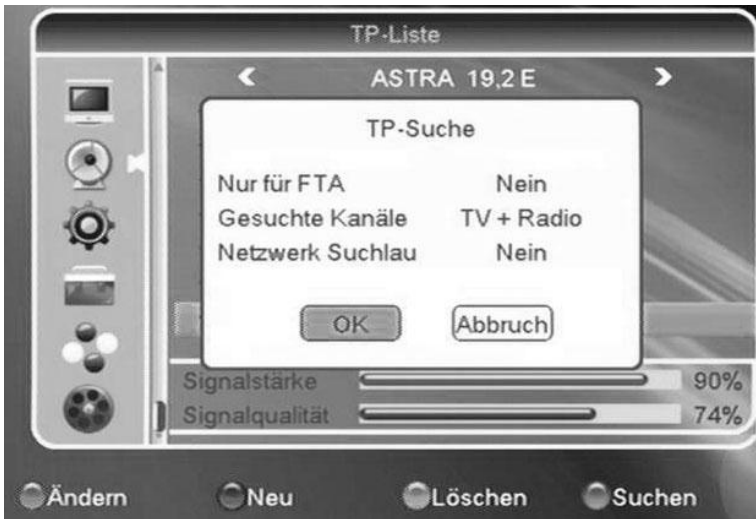 TP-Liste
ASTRA 19,2 E
TP-Suche
Nur für FTA Nein
Gesuchte Kanäle TV + Radio
Netzwerk Suchlau Nein
OK Abbruch
Signalstärke 90%
Signalqualität 74%
Ändern Neu Löschen Suchen